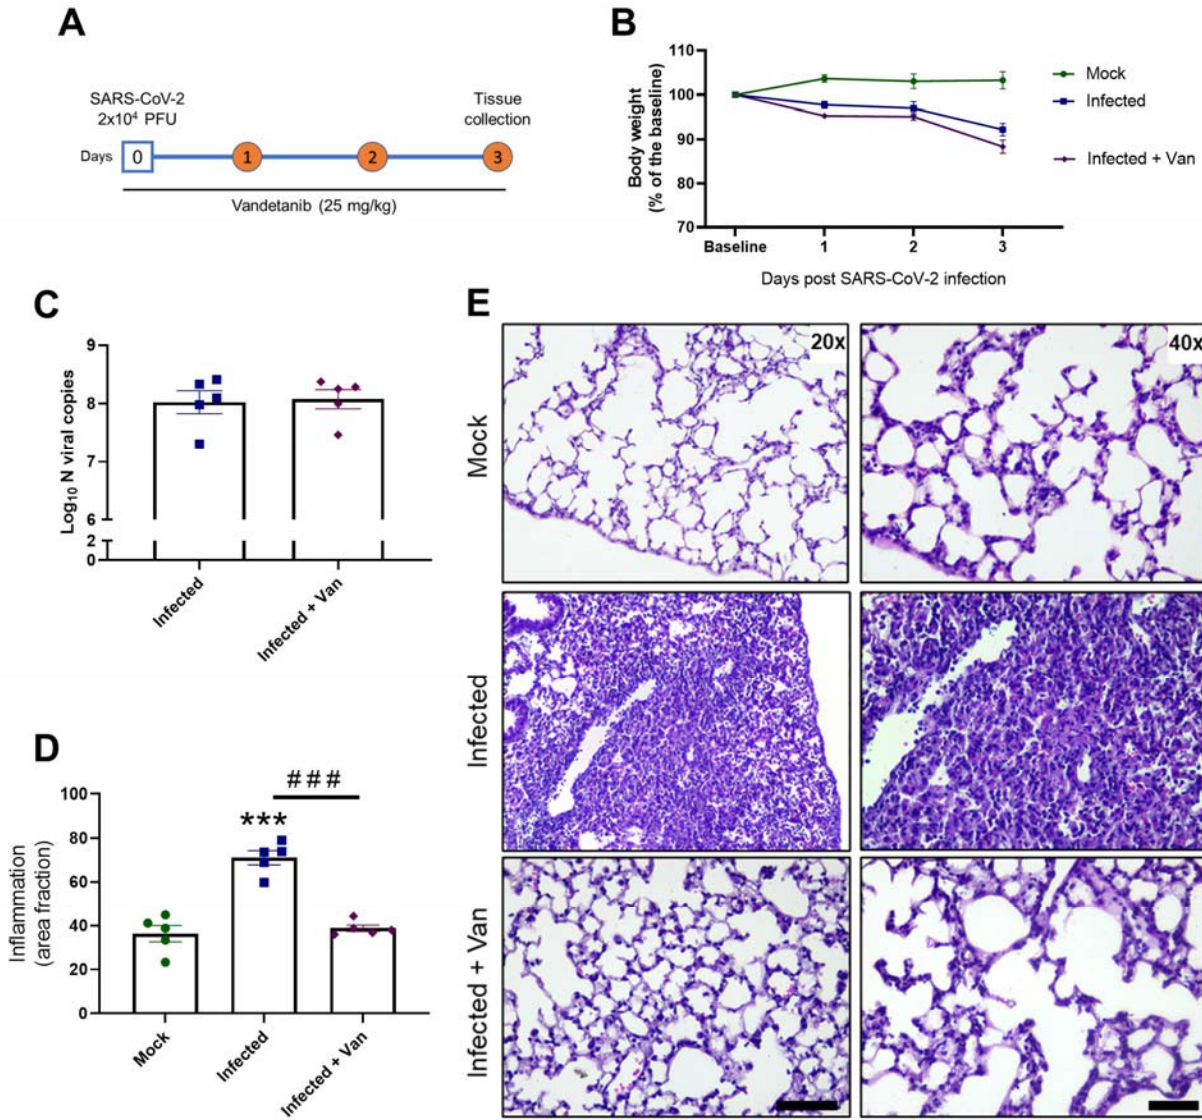 A
SARS-CoV-2
2x10⁴ PFU
Tissue
collection
Days
0
1
2
3
Vandetanib (25 mg/kg)
B
Body weight
(% of the baseline)
110
100
90
80
70
Baseline
1
2
3
Days post SARS-CoV-2 infection
Mock
Infected
Infected + Van
C
Log₁₀ N viral copies
9
8
7
6
2
0
Infected
Infected + Van
D
Inflammation
(area fraction)
100
80
60
40
20
0
***
###
Mock
Infected
Infected + Van
E
20x
40x
Mock
Infected
Infected + Van